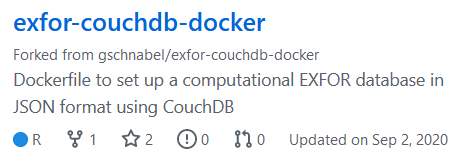 exfor-couchdb-docker
Forked from gschnabel/exfor-couchdb-docker
Dockerfile to set up a computational EXFOR database in
JSON format using CouchDB
R 1 2 0 0 Updated on Sep 2, 2020